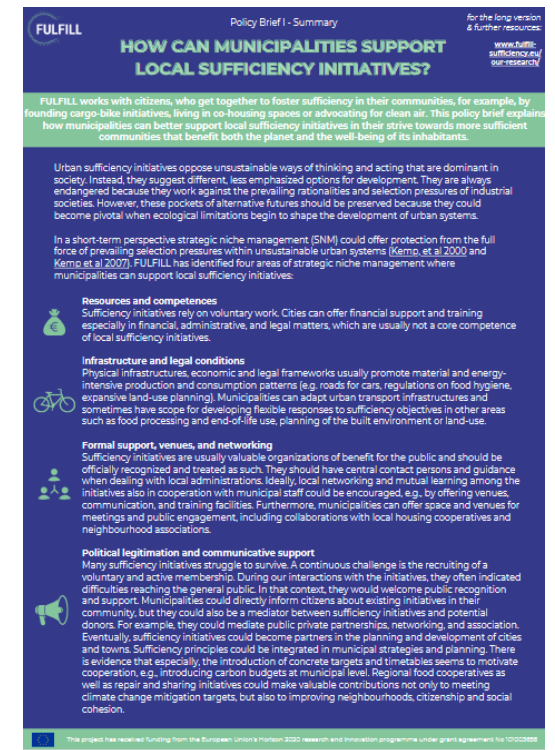 FULFILL
Policy Brief I - Summary
for the long version
& further resources:
www.fulfill-
sufficiency.eu/
our-research/
HOW CAN MUNICIPALITIES SUPPORT
LOCAL SUFFICIENCY INITIATIVES?
FULFILL works with citizens, who get together to foster sufficiency in their communities, for example, by
founding cargo-bike initiatives, living in co-housing spaces or advocating for clean air. This policy brief explains
how municipalities can better support local sufficiency initiatives in their strive towards more sufficient
communities that benefit both the planet and the well-being of its inhabitants.
Urban sufficiency initiatives oppose unsustainable ways of thinking and acting that are dominant in
society. Instead, they suggest different, less emphasized options for development. They are always
endangered because they work against the prevailing rationalities and selection pressures of industrial
societies. However, these pockets of alternative futures should be preserved because they could
become pivotal when ecological limitations begin to shape the development of urban systems.
In a short-term perspective strategic niche management (SNM) could offer protection from the full
force of prevailing selection pressures within unsustainable urban systems (Kemp, et al 2000 and
Kemp et al 2007). FULFILL has identified four areas of strategic niche management where
municipalities can support local sufficiency initiatives:
Resources and competences
Sufficiency initiatives rely on voluntary work. Cities can offer financial support and training
especially in financial, administrative, and legal matters, which are usually not a core competence
of local sufficiency initiatives.
Infrastructure and legal conditions
Physical infrastructures, economic and legal frameworks usually promote material and energy-
intensive production and consumption patterns (e.g. roads for cars, regulations on food hygiene,
expansive land-use planning). Municipalities can adapt urban transport infrastructures and
sometimes have scope for developing flexible responses to sufficiency objectives in other areas
such as food processing and end-of-life use, planning of the built environment or land-use.
Formal support, venues, and networking
Sufficiency initiatives are usually valuable organizations of benefit for the public and should be
officially recognized and treated as such. They should have central contact persons and guidance
when dealing with local administrations. Ideally, local networking and mutual learning among the
initiatives also in cooperation with municipal staff could be encouraged, e.g., by offering venues,
communication, and training facilities. Furthermore, municipalities can offer space and venues for
meetings and public engagement, including collaborations with local housing cooperatives and
neighbourhood associations.
Political legitimation and communicative support
Many sufficiency initiatives struggle to survive. A continuous challenge is the recruiting of a
voluntary and active membership. During our interactions with the initiatives, they often indicated
difficulties reaching the general public. In that context, they would welcome public recognition
and support. Municipalities could directly inform citizens about existing initiatives in their
community, but they could also be a mediator between sufficiency initiatives and potential
donors. For example, they could mediate public private partnerships, networking, and association.
Eventually, sufficiency initiatives could become partners in the planning and development of cities
and towns. Sufficiency principles could be integrated in municipal strategies and planning. There
is evidence that especially, the introduction of concrete targets and timetables seems to motivate
cooperation, e.g., introducing carbon budgets at municipal level. Regional food cooperatives as
well as repair and sharing initiatives could make valuable contributions not only to meeting
climate change mitigation targets, but also to improving neighbourhoods, citizenship and social
cohesion.
This project has received funding from the European Union's Horizon 2020 research and innovation programme under grant agreement No 101003656